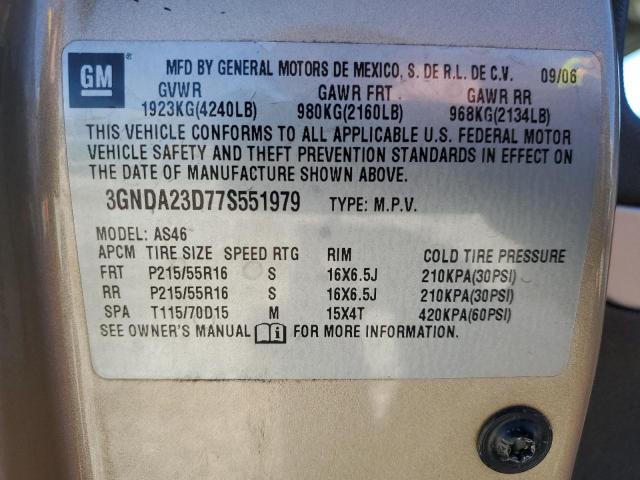 GM
MFD BY GENERAL MOTORS DE MEXICO, S. DE R.L. DE C.V. 09/06
GVWR GAWR FRT GAWR RR
1923KG(4240LB) 980KG(2160LB) 968KG(2134LB)
THIS VEHICLE CONFORMS TO ALL APPLICABLE U.S. FEDERAL MOTOR
VEHICLE SAFETY AND THEFT PREVENTION STANDARDS IN EFFECT ON
THE DATE OF MANUFACTURE SHOWN ABOVE.
3GNDA23D77S551979 TYPE: M.P.V.
MODEL: AS46
APCM TIRE SIZE SPEED RTG RIM COLD TIRE PRESSURE
FRT P215/55R16 S 16X6.5J 210KPA(30PSI)
RR P215/55R16 S 16X6.5J 210KPA(30PSI)
SPA T115/70D15 M 15X4T 420KPA(60PSI)
SEE OWNER'S MANUAL FOR MORE INFORMATION.